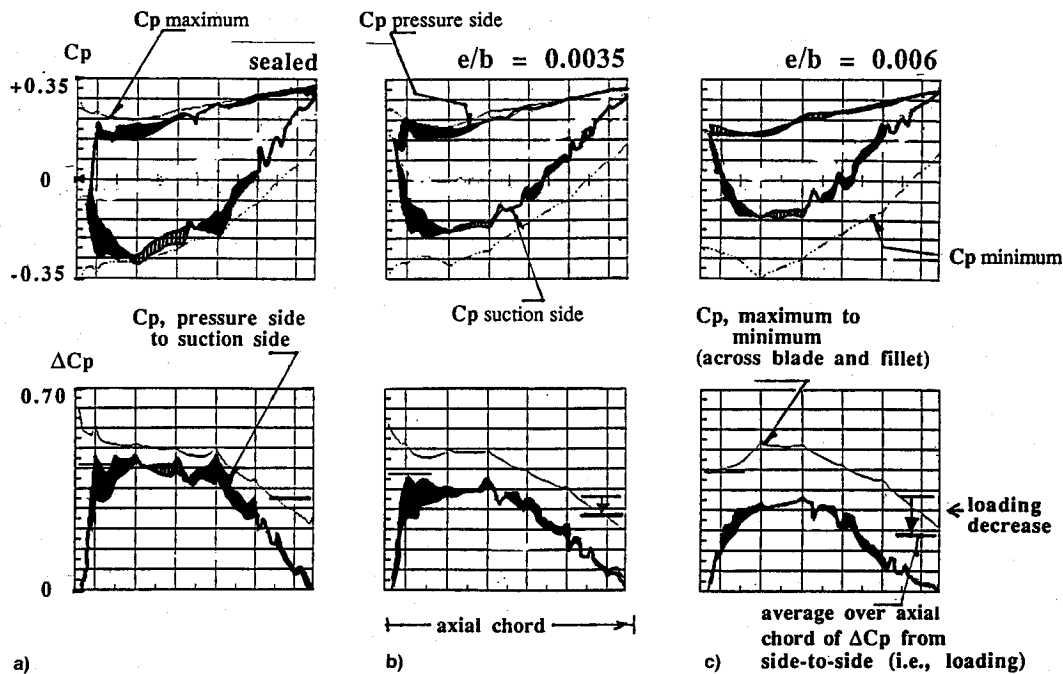 Cp maximum
Cp
sealed
Cp pressure side
e/b = 0.0035
e/b = 0.006
+0.35
0
-0.35
Cp suction side
Cp minimum
Cp, pressure side
to suction side
Cp, maximum to
minimum
(across blade and fillet)
ΔCp
0.70
0
← loading
decrease
axial chord
average over axial
chord of ΔCp from
side-to-side (i.e., loading)
a)
b)
c)